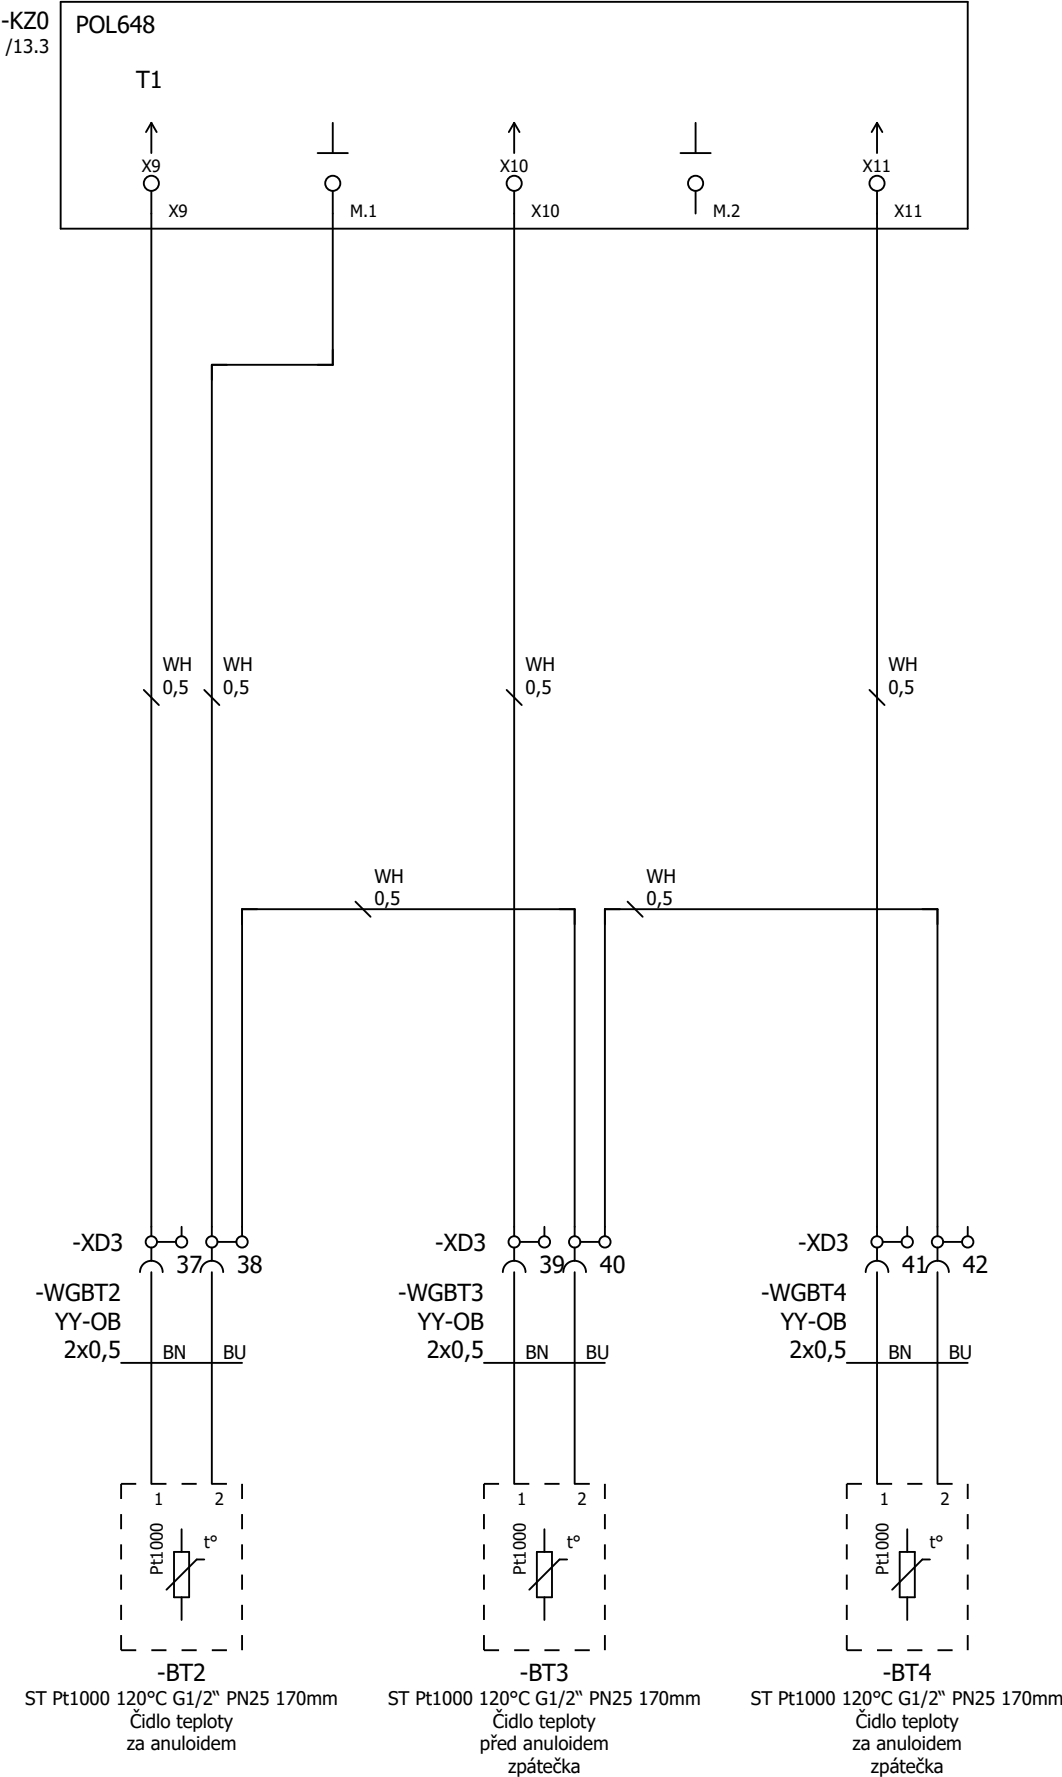 -KZ0
/13.3
POL648
T1
X9
X10
X11
X9
M.1
X10
M.2
X11
WH
0,5
WH
0,5
WH
0,5
WH
0,5
WH
0,5
WH
0,5
-XD3
37
38
-WGBT2
YY-OB
2x0,5
BN
BU
-XD3
39
40
-WGBT3
YY-OB
2x0,5
BN
BU
-XD3
41
42
-WGBT4
YY-OB
2x0,5
BN
BU
1
2
Pt1000
t°
-BT2
ST Pt1000 120°C G1/2“ PN25 170mm
Čidlo teploty
za anuloidem
1
2
Pt1000
t°
-BT3
ST Pt1000 120°C G1/2“ PN25 170mm
Čidlo teploty
před anuloidem
zpátečka
1
2
Pt1000
t°
-BT4
ST Pt1000 120°C G1/2“ PN25 170mm
Čidlo teploty
za anuloidem
zpátečka